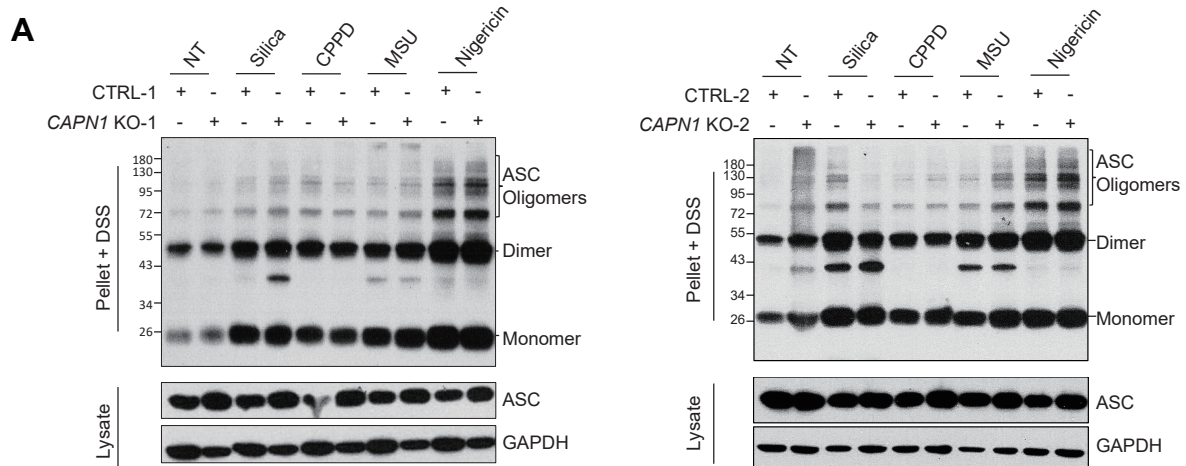 A
NT Silica CPPD MSU Nigericin
CTRL-1 + - + - + - + - + -
CAPN1 KO-1 - + - + - + - + - +
Pellet + DSS
180
130
95
72
55
43
34
26
ASC
Oligomers
Dimer
Monomer
Lysate
ASC
GAPDH
NT Silica CPPD MSU Nigericin
CTRL-2 + - + - + - + - + -
CAPN1 KO-2 - + - + - + - + - +
Pellet + DSS
180
130
95
72
55
43
34
26
ASC
Oligomers
Dimer
Monomer
Lysate
ASC
GAPDH